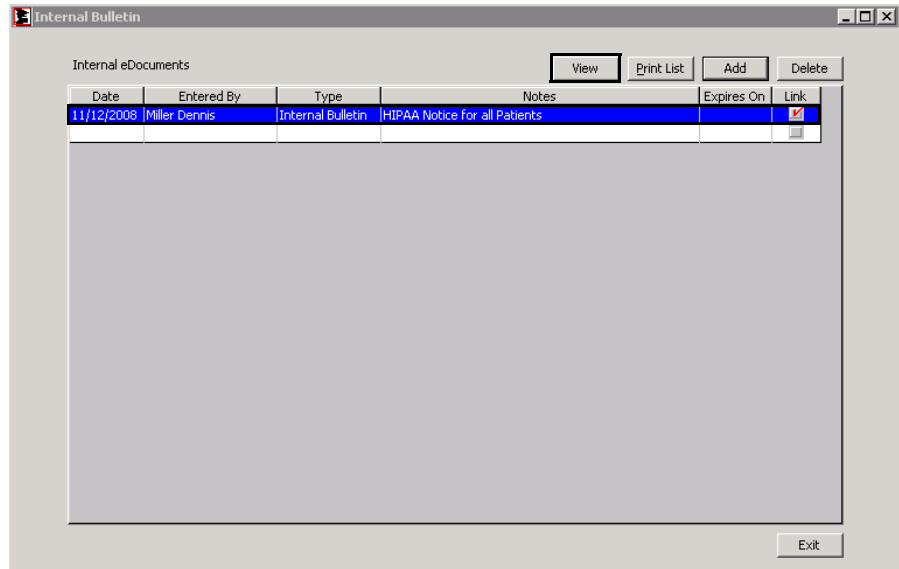 Internal Bulletin
Internal eDocuments View Print List Add Delete
Date Entered By Type Notes Expires On Link
11/12/2008 Miller Dennis Internal Bulletin HIPAA Notice for all Patients
Exit